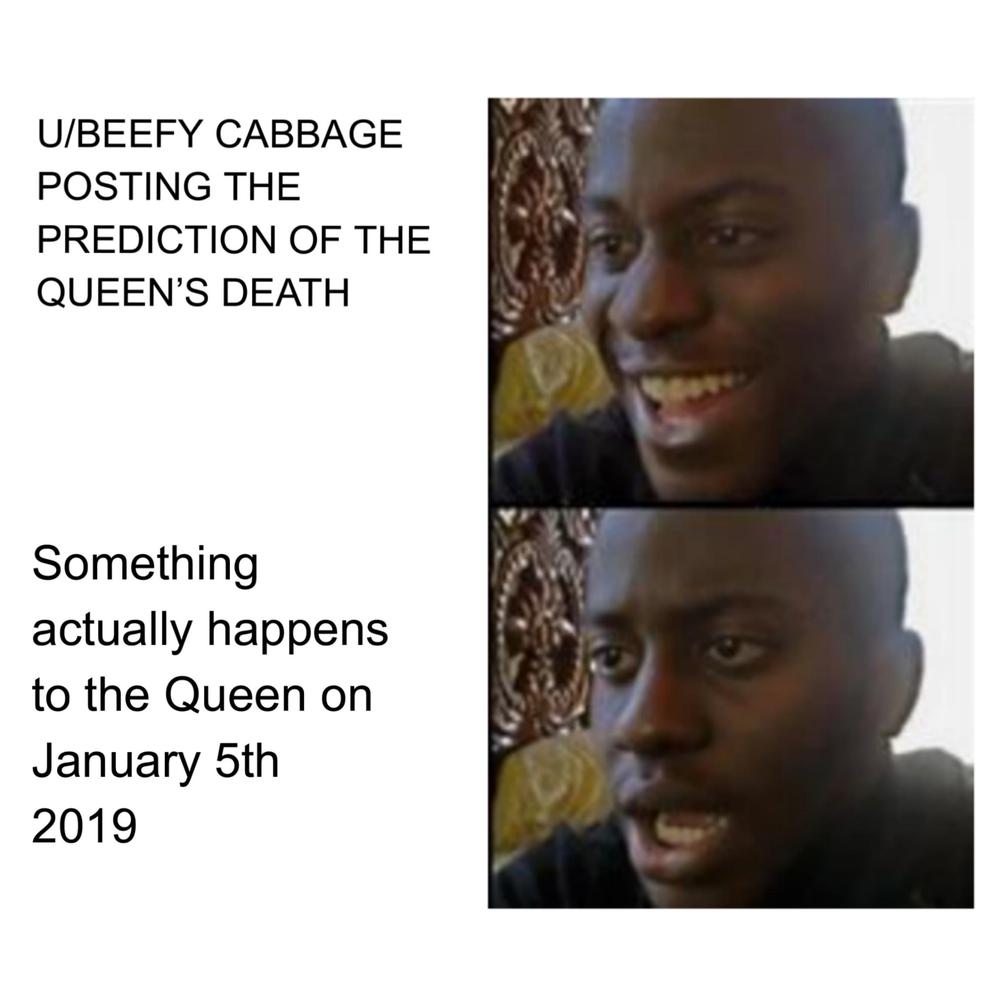 U/BEEFY CABBAGE
POSTING THE
PREDICTION OF THE
QUEEN’S DEATH
Something
actually happens
to the Queen on
January 5th
2019